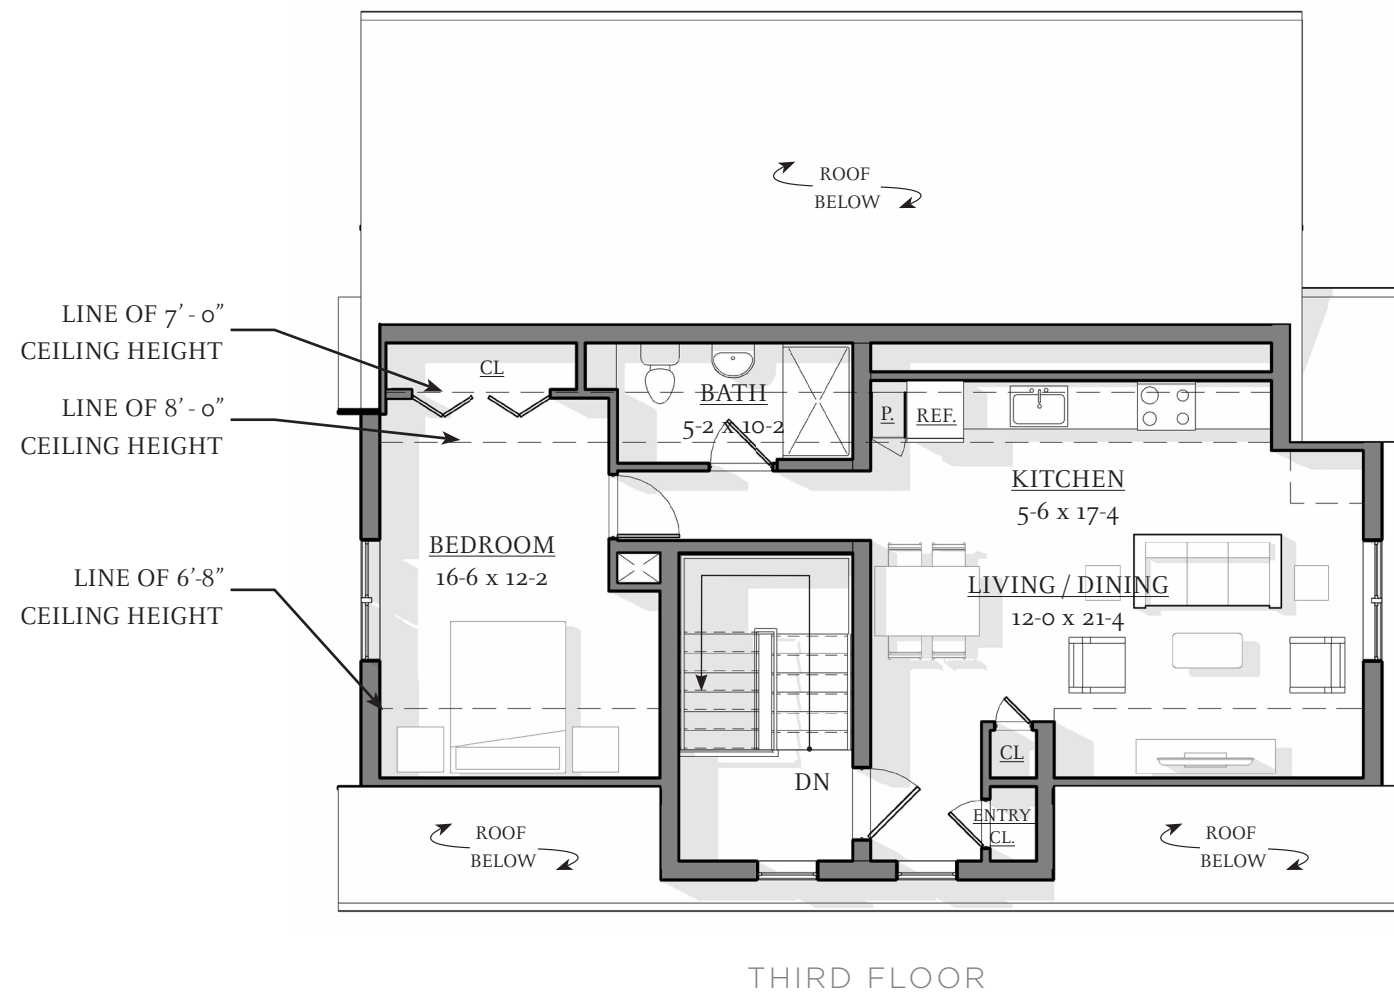 ROOF
BELOW
LINE OF 7' - 0"
CEILING HEIGHT
CL
LINE OF 8' - 0"
CEILING HEIGHT
BATH
5-2 x 10-2
P.
REF.
KITCHEN
5-6 x 17-4
BEDROOM
16-6 x 12-2
LINE OF 6'-8"
CEILING HEIGHT
LIVING / DINING
12-0 x 21-4
CL
DN
ENTRY
CL.
ROOF
BELOW
ROOF
BELOW
THIRD FLOOR